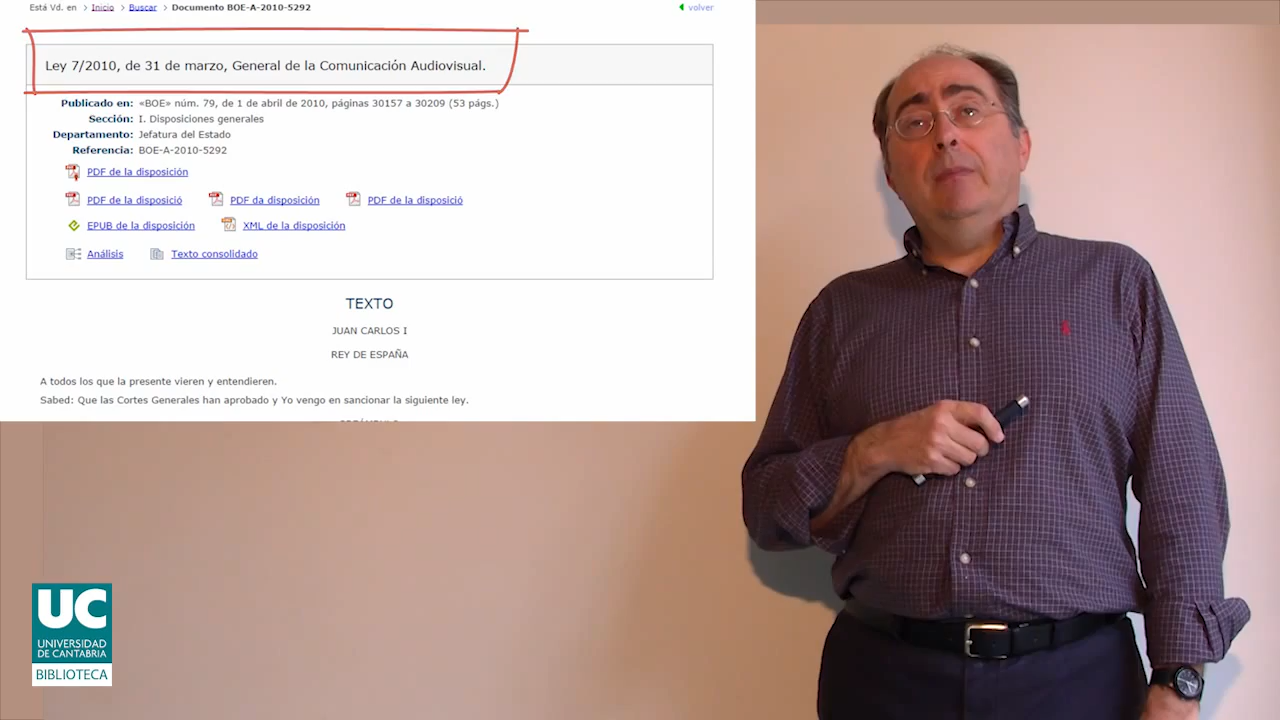 Está Vd. en > Inicio > Buscar > Documento BOE-A-2010-5292
volver
Ley 7/2010, de 31 de marzo, General de la Comunicación Audiovisual.
Publicado en: «BOE» núm. 79, de 1 de abril de 2010, páginas 30157 a 30209 (53 págs.)
Sección: I. Disposiciones generales
Departamento: Jefatura del Estado
Referencia: BOE-A-2010-5292
PDF de la disposición
PDF de la disposició PDF da disposición PDF de la disposició
EPUB de la disposición XML de la disposición
Análisis Texto consolidado
TEXTO
JUAN CARLOS I
REY DE ESPAÑA
A todos los que la presente vieren y entendieren.
Sabed: Que las Cortes Generales han aprobado y Yo vengo en sancionar la siguiente ley.
UC
UNIVERSIDAD
DE CANTABRIA
BIBLIOTECA